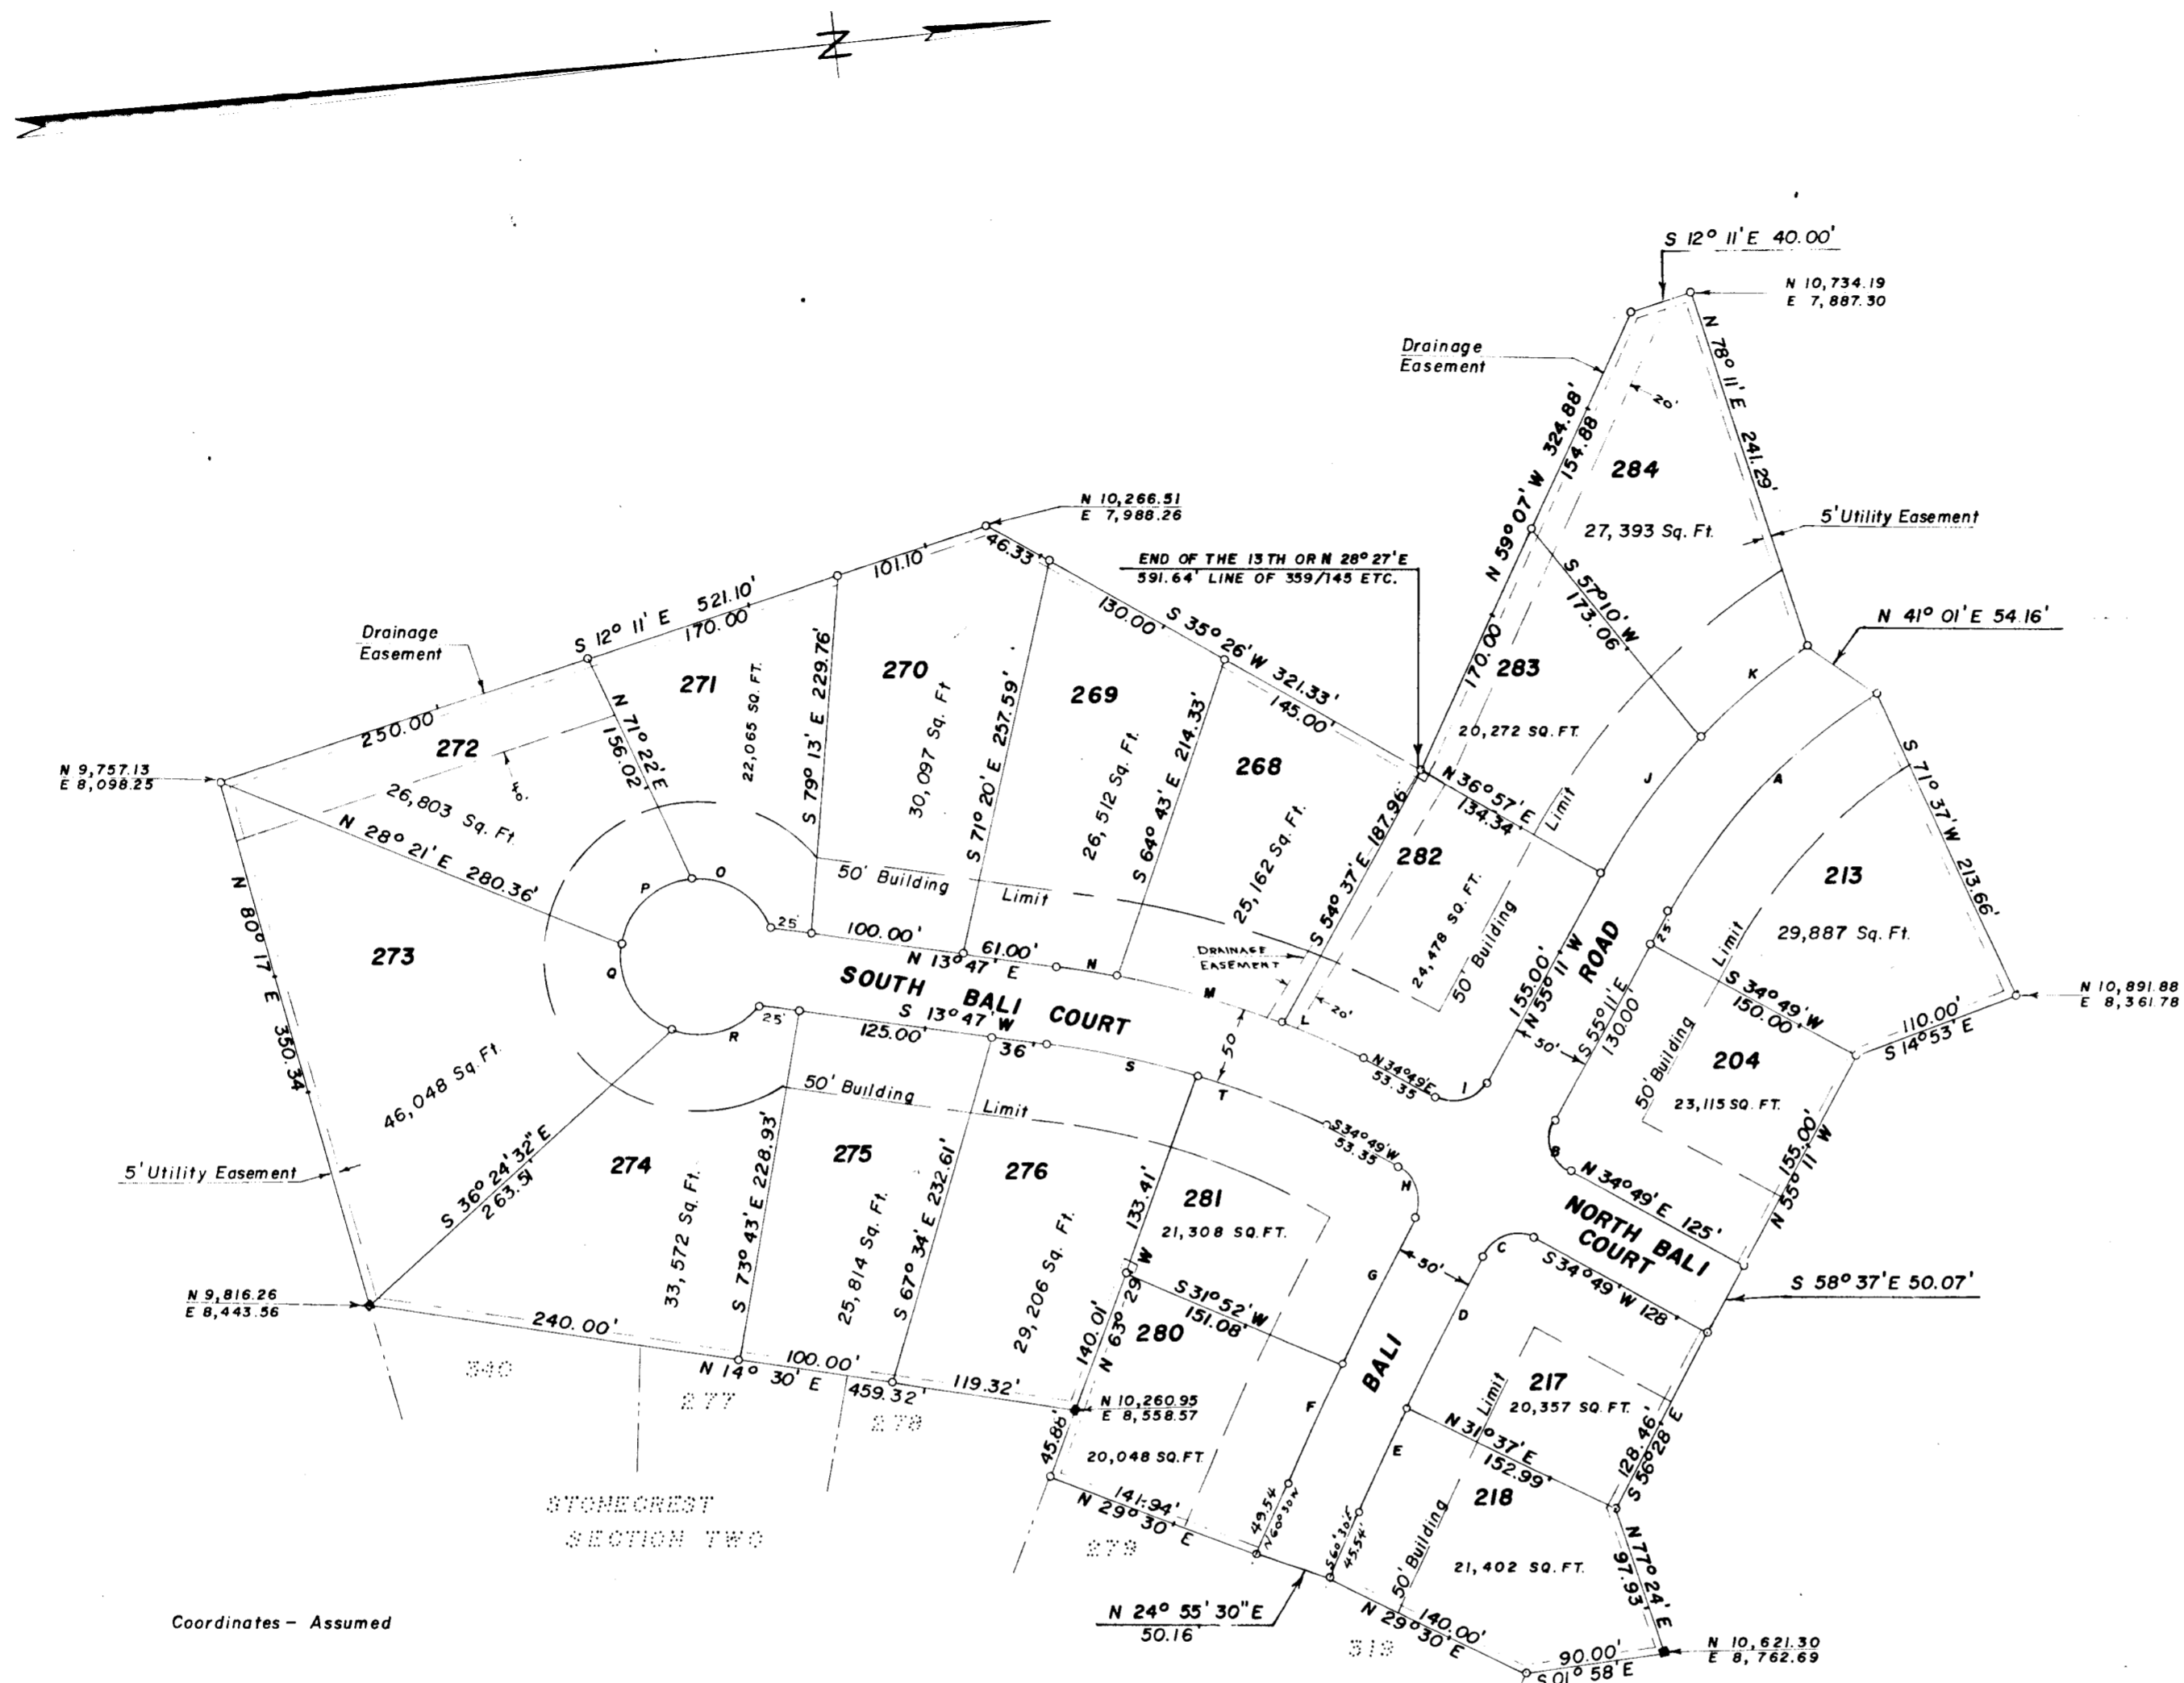 N
S 12° 11' E 40.00'
N 10,734.19
E 7,887.30
Drainage
Easement
N 78° 11' E 241.29'
20'
N 59° 07' W 324.88'
154.88'
284
27,393 Sq. Ft.
5' Utility Easement
N 10,266.51
E 7,988.26
46.33'
101.10'
END OF THE 13TH OR N 28° 27' E
591.64' LINE OF 359/145 ETC.
S 57° 10' W
173.06'
N 41° 01' E 54.16'
S 12° 11' E 521.10'
170.00'
Drainage
Easement
130.00'
S 35° 26' W 321.33'
145.00'
170.00'
283
20,272 SQ. FT.
K
J
A
250.00'
272
26,803 Sq. Ft.
40'
N 71° 22' E
156.02'
271
22,065 SQ. FT.
S 79° 13' E 229.76'
270
30,097 Sq. Ft
S 71° 20' E 257.59'
269
26,512 Sq. Ft.
S 64° 43' E 214.33'
268
25,162 Sq. Ft.
N 36° 57' E
134.34'
Limit
S 71° 37' W 213.66'
N 9,757.13
E 8,098.25
N 28° 21' E 280.36'
S 54° 37' E 187.96'
282
24,478 SQ. FT.
50' Building
213
29,887 Sq. Ft.
Limit
50' Building
Limit
P
O
Q
R
25'
100.00'
61.00'
N 13° 47' E
N
M
L
DRAINAGE
EASEMENT
20'
155.00'
N 55° 11' W
ROAD
25'
S 34° 49' W
150.00'
N 10,891.88
E 8,361.78
110.00'
S 14° 53' E
N 80° 17' E 350.34'
273
46,048 Sq. Ft.
SOUTH BALI COURT
S 13° 47' W
25'
125.00'
36'
S
T
50
N 34° 49' E
53.35
I
50'
S 55° 11' E
130.00'
50' Building
204
23,115 SQ. FT.
B
50' Building
Limit
S 34° 49' W
53.35
H
N 34° 49' E 125'
155.00'
N 55° 11' W
5' Utility Easement
S 36° 24' 32" E
263.51'
274
33,572 Sq. Ft.
S 73° 43' E 228.93'
275
25,814 Sq. Ft.
S 67° 34' E 232.61'
276
29,206 Sq. Ft.
133.41'
281
21,308 SQ. FT.
NORTH BALI
COURT
C
S 34° 49' W 128'
G
50'
D
S 58° 37' E 50.07'
N 9,816.26
E 8,443.56
240.00'
N 14° 30' E
100.00'
459.32'
119.32'
140.01'
N 63° 29' W
S 31° 52' W
151.08'
280
N 10,260.95
E 8,558.57
45.88'
20,048 SQ. FT.
F
BALI
E
217
20,357 SQ. FT.
Limit
N 31° 37' E
152.99'
128.46'
S 56° 28' E
340
277
278
141.94'
N 29° 30' E
49.54
N 60° 30' W
S 60° 30' E
45.54'
218
21,402 SQ. FT.
50' Building
N 77° 24' E
97.93'
STONECREST
SECTION TWO
279
N 24° 55' 30" E
50.16'
140.00'
N 29° 30' E
319
90.00'
S 01° 58' E
N 10,621.30
E 8,762.69
Coordinates - Assumed